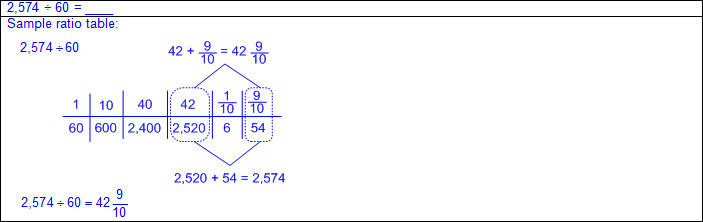 2,574 ÷ 60 = ____
Sample ratio table:
2,574 ÷ 60
42 + 9/10 = 42 9/10
1 10 40 42 1/10 9/10
60 600 2,400 2,520 6 54
2,520 + 54 = 2,574
2,574 ÷ 60 = 42 9/10